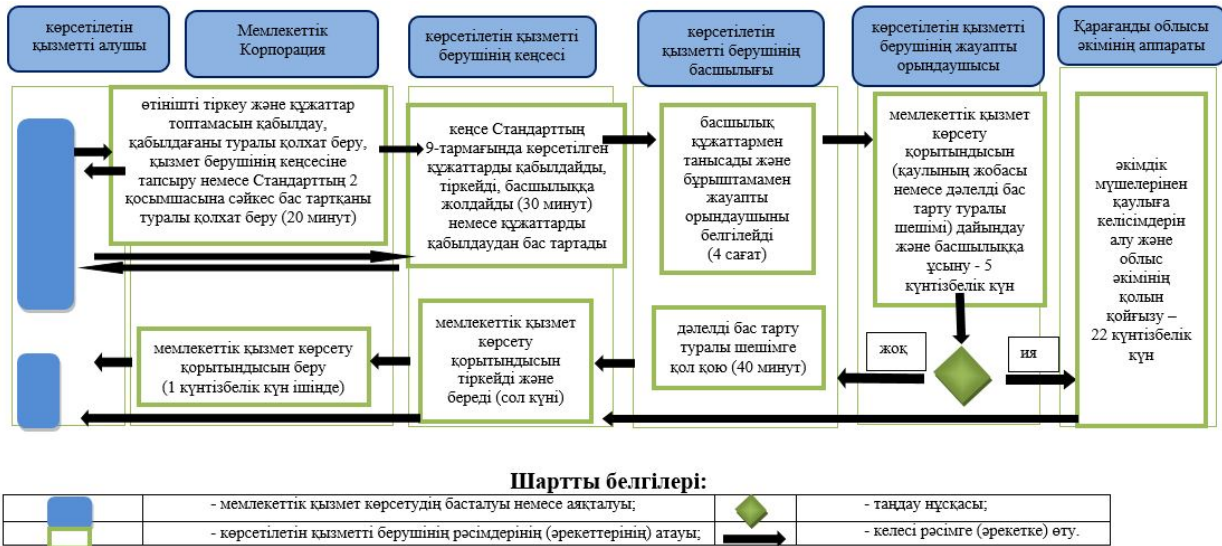 көрсетілетін
қызметті алушы
Мемлекеттік
Корпорация
көрсетілетін қызметті
берушінің кеңсесі
көрсетілетін
қызметті берушінің
басшылығы
көрсетілетін қызметті
берушінің жауапты
орындаушысы
Қарағанды облысы
әкімінің аппараты
өтінішті тіркеу және құжаттар
топтамасын қабылдау,
қабылдағаны туралы қолхат беру,
қызмет берушінің кеңсесіне
тапсыру немесе Стандарттың 2
қосымшасына сәйкес бас тартқаны
туралы қолхат беру (20 минут)
кеңсе Стандарттың
9-тармағында көрсетілген
құжаттарды қабылдайды,
тіркейді, басшылыққа
жолдайды (30 минут)
немесе құжаттарды
қабылдаудан бас тартады
басшылық
құжаттармен
танысады және
бұрыштамамен
жауапты
орындаушыны
белгілейді
(4 сағат)
мемлекеттік қызмет
көрсету
қорытындысын
(қаулының жобасы
немесе дәлелді бас
тарту туралы
шешімі) дайындау
және басшылыққа
ұсыну - 5
күнтізбелік күн
әкімдік
мүшелерінен
қаулыға
келісімдерін
алу және
облыс
әкімінің
қолын
қойғызу –
22 күнтізбелік
күн
мемлекеттік қызмет көрсету
қорытындысын беру
(1 күнтізбелік күн ішінде)
мемлекеттік қызмет
көрсету
қорытындысын
тіркейді және
береді (сол күні)
дәлелді бас тарту
туралы шешімге
қол қою (40 минут)
жоқ
ия
Шартты белгілері:
- мемлекеттік қызмет көрсетудің басталуы немесе аяқталуы;
- таңдау нұсқасы;
- көрсетілетін қызметті берушінің рәсімдерінің (әрекеттерінің) атауы;
- келесі рәсімге (әрекетке) өту.